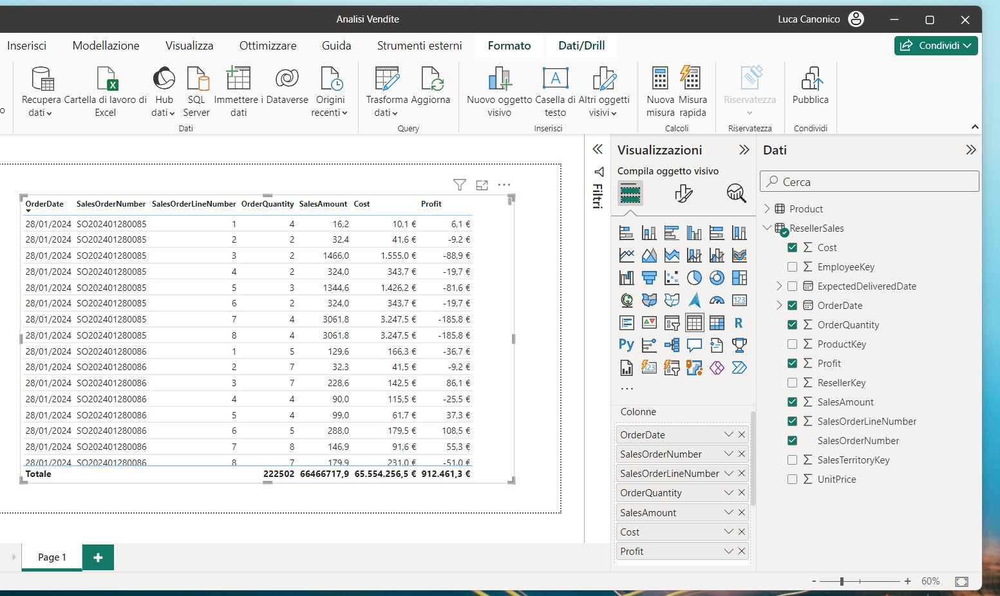 Analisi Vendite
Luca Canonico
Inserisci Modellazione Visualizza Ottimizzare Guida Strumenti esterni Formato Dati/Drill
Condividi
Recupera dati
Cartella di lavoro di Excel
Hub dati
SQL Server
Immettere i dati
Dataverse
Origini recenti
Trasforma dati
Aggiorna
Nuovo oggetto visivo
Casella di testo
Altri oggetti visivi
Nuova misura
Misura rapida
Riservatezza
Pubblica
Dati
Query
Inserisci
Calcoli
Riservatezza
Condividi
OrderDate SalesOrderNumber SalesOrderLineNumber OrderQuantity SalesAmount Cost Profit
28/01/2024 SO202401280085 1 4 16,2 10,1 € 6,1 €
28/01/2024 SO202401280085 2 2 32,4 41,6 € -9,2 €
28/01/2024 SO202401280085 3 2 1466,0 1.555,0 € -88,9 €
28/01/2024 SO202401280085 4 2 324,0 343,7 € -19,7 €
28/01/2024 SO202401280085 5 3 1344,6 1.426,2 € -81,6 €
28/01/2024 SO202401280085 6 2 324,0 343,7 € -19,7 €
28/01/2024 SO202401280085 7 4 3061,8 3.247,5 € -185,8 €
28/01/2024 SO202401280085 8 4 3061,8 3.247,5 € -185,8 €
28/01/2024 SO202401280086 1 5 129,6 166,3 € -36,7 €
28/01/2024 SO202401280086 2 7 32,3 41,5 € -9,2 €
28/01/2024 SO202401280086 3 7 228,6 142,5 € 86,1 €
28/01/2024 SO202401280086 4 4 90,0 115,5 € -25,5 €
28/01/2024 SO202401280086 5 4 99,0 61,7 € 37,3 €
28/01/2024 SO202401280086 6 5 288,0 179,5 € 108,5 €
28/01/2024 SO202401280086 7 8 146,9 91,6 € 55,3 €
28/01/2024 SO202401280086 8 7 179,9 231,0 € -51,0 €
Totale 222502 66466717,9 65.554.256,5 € 912.461,3 €
Filtri
Visualizzazioni
Compila oggetto visivo
123
R
Py
123
Colonne
OrderDate
SalesOrderNumber
SalesOrderLineNumber
OrderQuantity
SalesAmount
Cost
Profit
Dati
Cerca
Product
ResellerSales
Cost
EmployeeKey
ExpectedDeliveredDate
OrderDate
OrderQuantity
ProductKey
Profit
ResellerKey
SalesAmount
SalesOrderLineNumber
SalesOrderNumber
SalesTerritoryKey
UnitPrice
Page 1
- + 60%